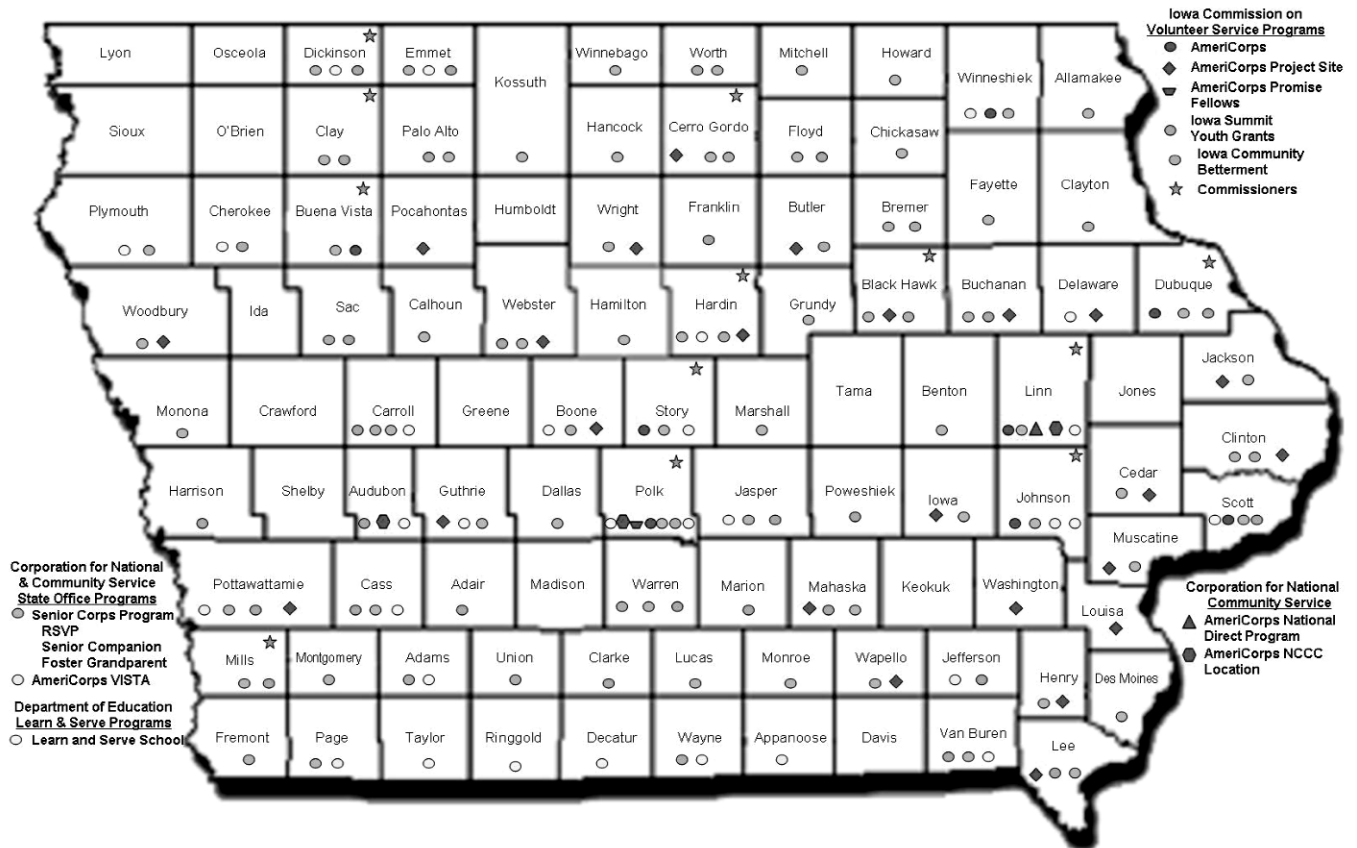 Iowa Commission on
Volunteer Service Programs
AmeriCorps
AmeriCorps Project Site
AmeriCorps Promise
Fellows
Iowa Summit
Youth Grants
Iowa Community
Betterment
Commissioners
Lyon
Osceola
Dickinson
Emmet
Kossuth
Winnebago
Worth
Mitchell
Howard
Winneshiek
Allamakee
Sioux
O'Brien
Clay
Palo Alto
Hancock
Cerro Gordo
Floyd
Chickasaw
Fayette
Clayton
Plymouth
Cherokee
Buena Vista
Pocahontas
Humboldt
Wright
Franklin
Butler
Bremer
Woodbury
Ida
Sac
Calhoun
Webster
Hamilton
Hardin
Grundy
Black Hawk
Buchanan
Delaware
Dubuque
Jackson
Monona
Crawford
Carroll
Greene
Boone
Story
Marshall
Tama
Benton
Linn
Jones
Clinton
Harrison
Shelby
Audubon
Guthrie
Dallas
Polk
Jasper
Poweshiek
Iowa
Johnson
Cedar
Scott
Muscatine
Pottawattamie
Cass
Adair
Madison
Warren
Marion
Mahaska
Keokuk
Washington
Louisa
Mills
Montgomery
Adams
Union
Clarke
Lucas
Monroe
Wapello
Jefferson
Henry
Des Moines
Fremont
Page
Taylor
Ringgold
Decatur
Wayne
Appanoose
Davis
Van Buren
Lee
Corporation for National
& Community Service
State Office Programs
Senior Corps Program
RSVP
Senior Companion
Foster Grandparent
AmeriCorps VISTA
Department of Education
Learn & Serve Programs
Learn and Serve School
Corporation for National
Community Service
AmeriCorps National
Direct Program
AmeriCorps NCCC
Location